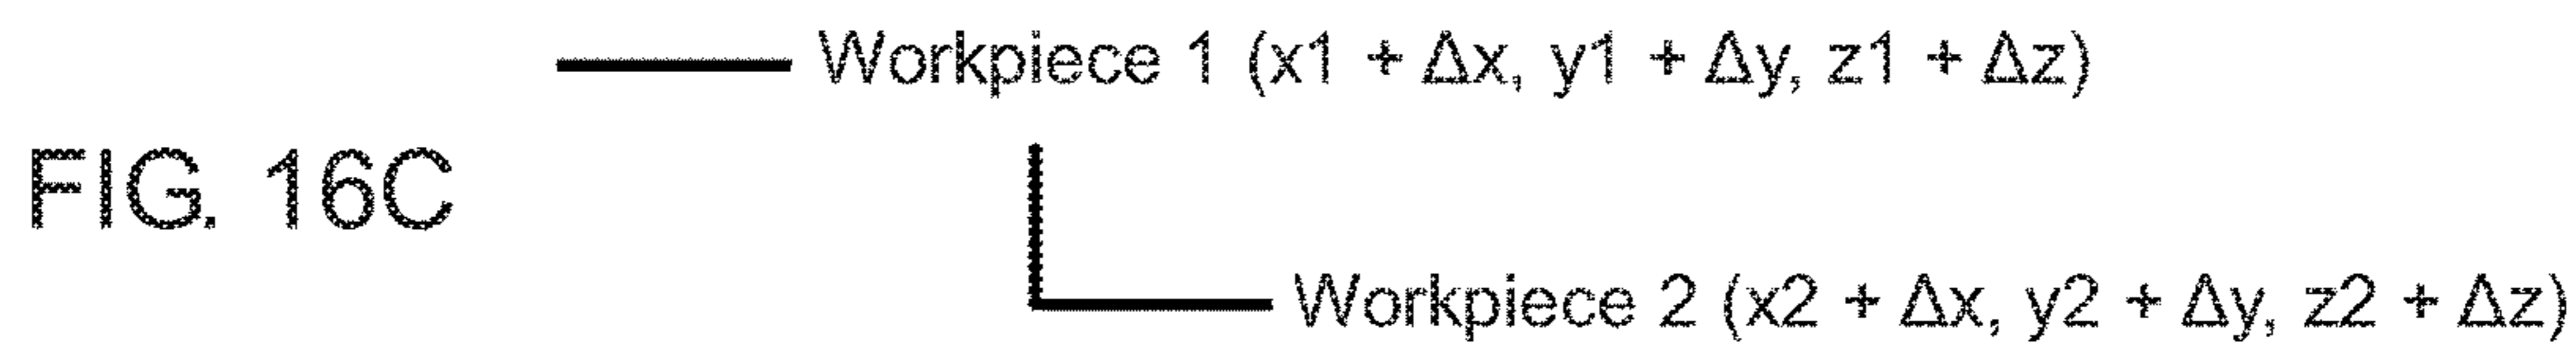 Workpiece 1 (x1 + Δx, y1 + Δy, z1 + Δz)
FIG. 16C
Workpiece 2 (x2 + Δx, y2 + Δy, z2 + Δz)